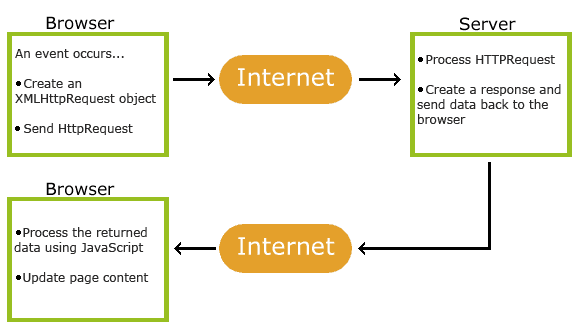 Browser
An event occurs...
•Create an
XMLHttpRequest object
• Send HttpRequest
Internet
Server
•Process HTTPRequest
•Create a response and
send data back to the
browser
Browser
•Process the returned
data using JavaScript
•Update page content
Internet